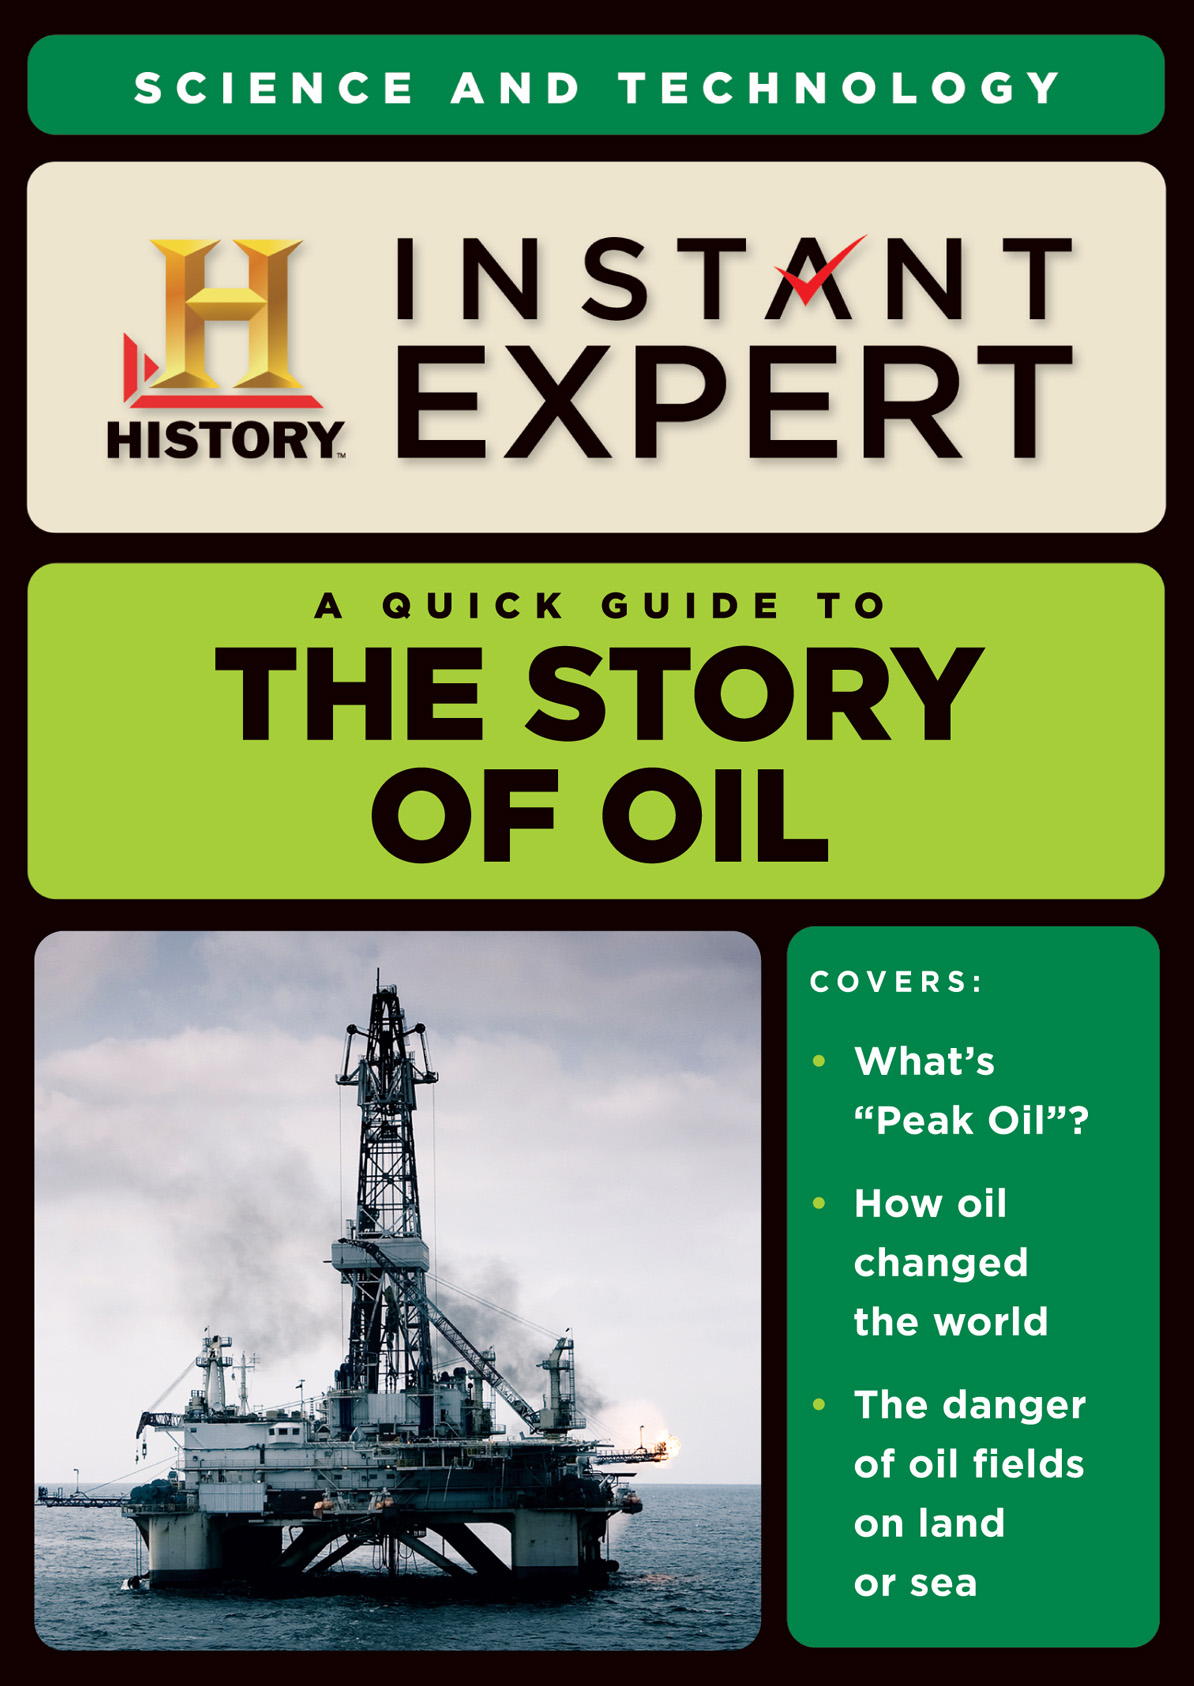 SCIENCE AND TECHNOLOGY
H
HISTORY™
INSTANT
EXPERT
A QUICK GUIDE TO
THE STORY
OF OIL
COVERS:
• What’s
“Peak Oil”?
• How oil
changed
the world
• The danger
of oil fields
on land
or sea